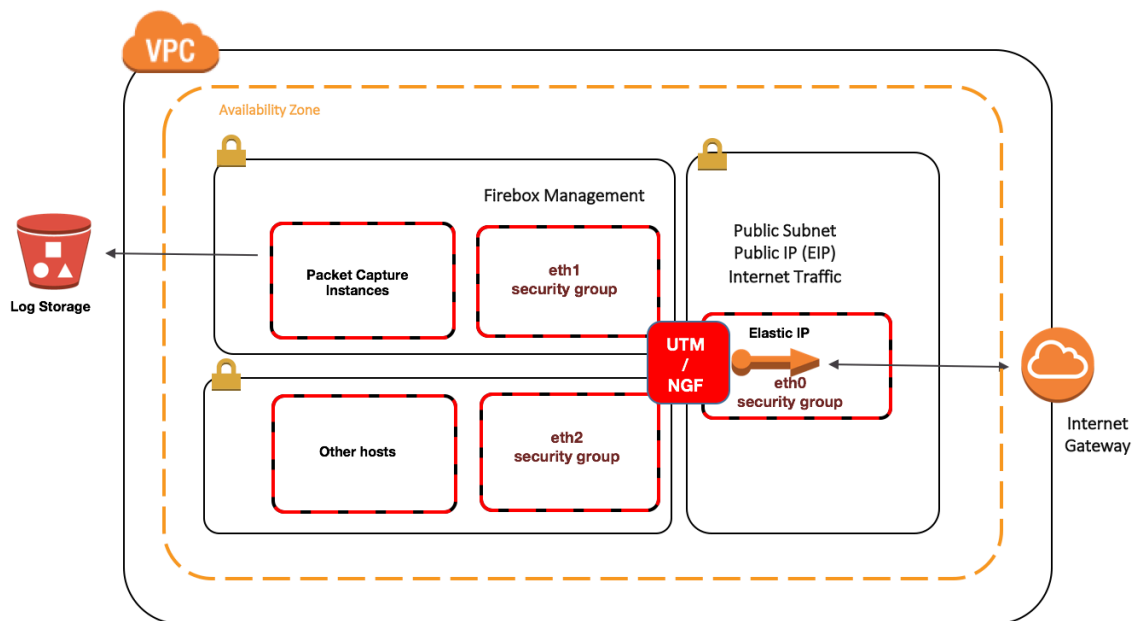 VPC
Availability Zone
Firebox Management
Packet Capture
Instances
eth1
security group
Public Subnet
Public IP (EIP)
Internet Traffic
Log Storage
UTM
/
NGF
Elastic IP
eth0
security group
Other hosts
eth2
security group
Internet
Gateway